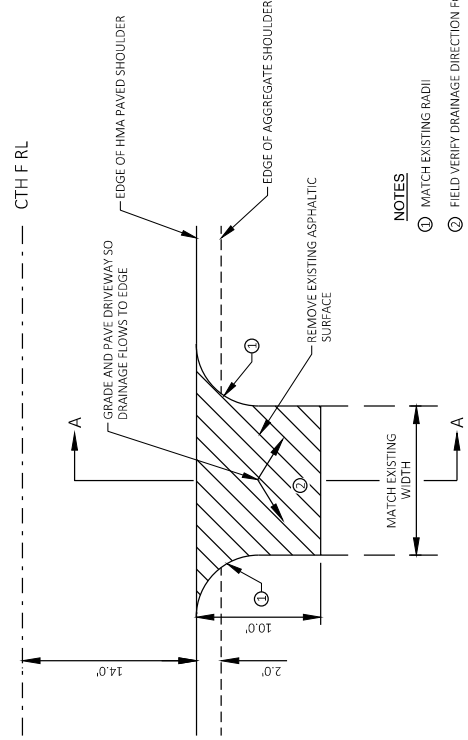 CTH F RL
EDGE OF HMA PAVED SHOULDER
EDGE OF AGGREGATE SHOULDER
GRADE AND PAVE DRIVEWAY SO
DRAINAGE FLOWS TO EDGE
A
14.0'
2.0'
10.0'
1
1
2
REMOVE EXISTING ASPHALTIC
SURFACE
MATCH EXISTING
WIDTH
A
NOTES
1 MATCH EXISTING RADII
2 FIELD VERIFY DRAINAGE DIRECTION